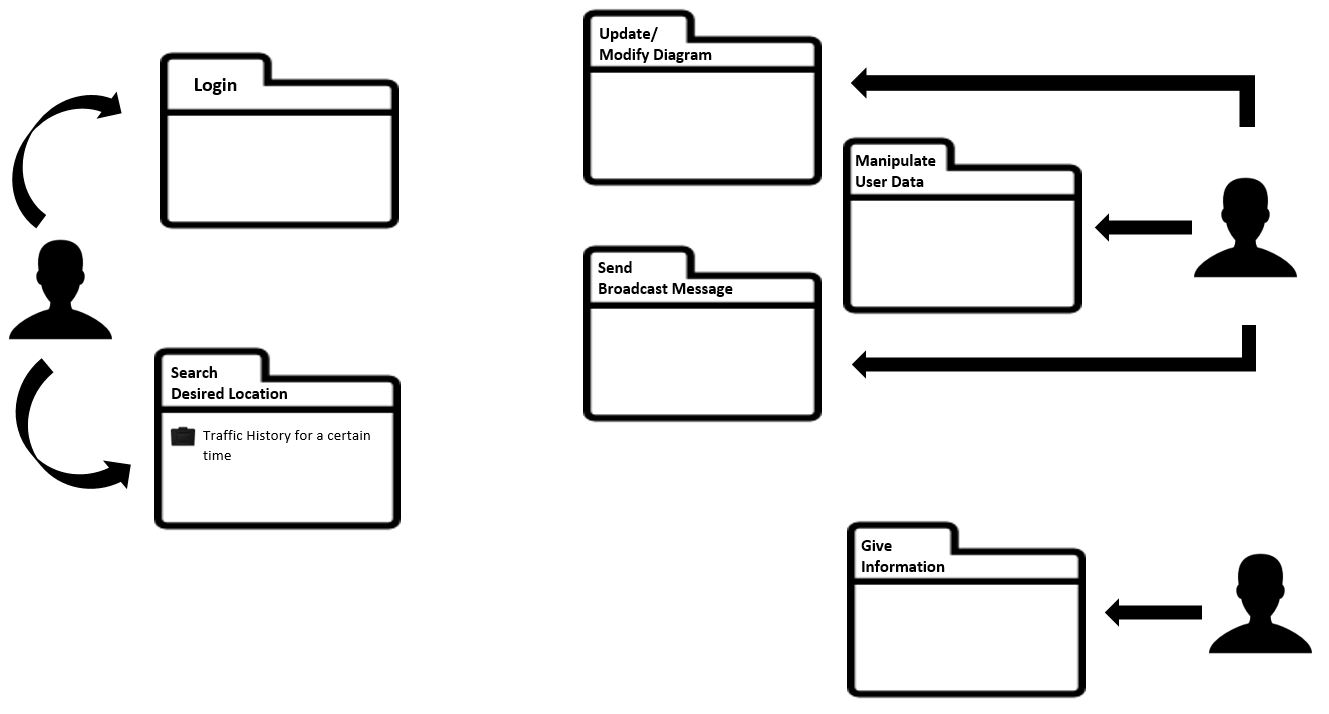 Login
Search
Desired Location
Traffic History for a certain
time
Update/
Modify Diagram
Manipulate
User Data
Send
Broadcast Message
Give
Information